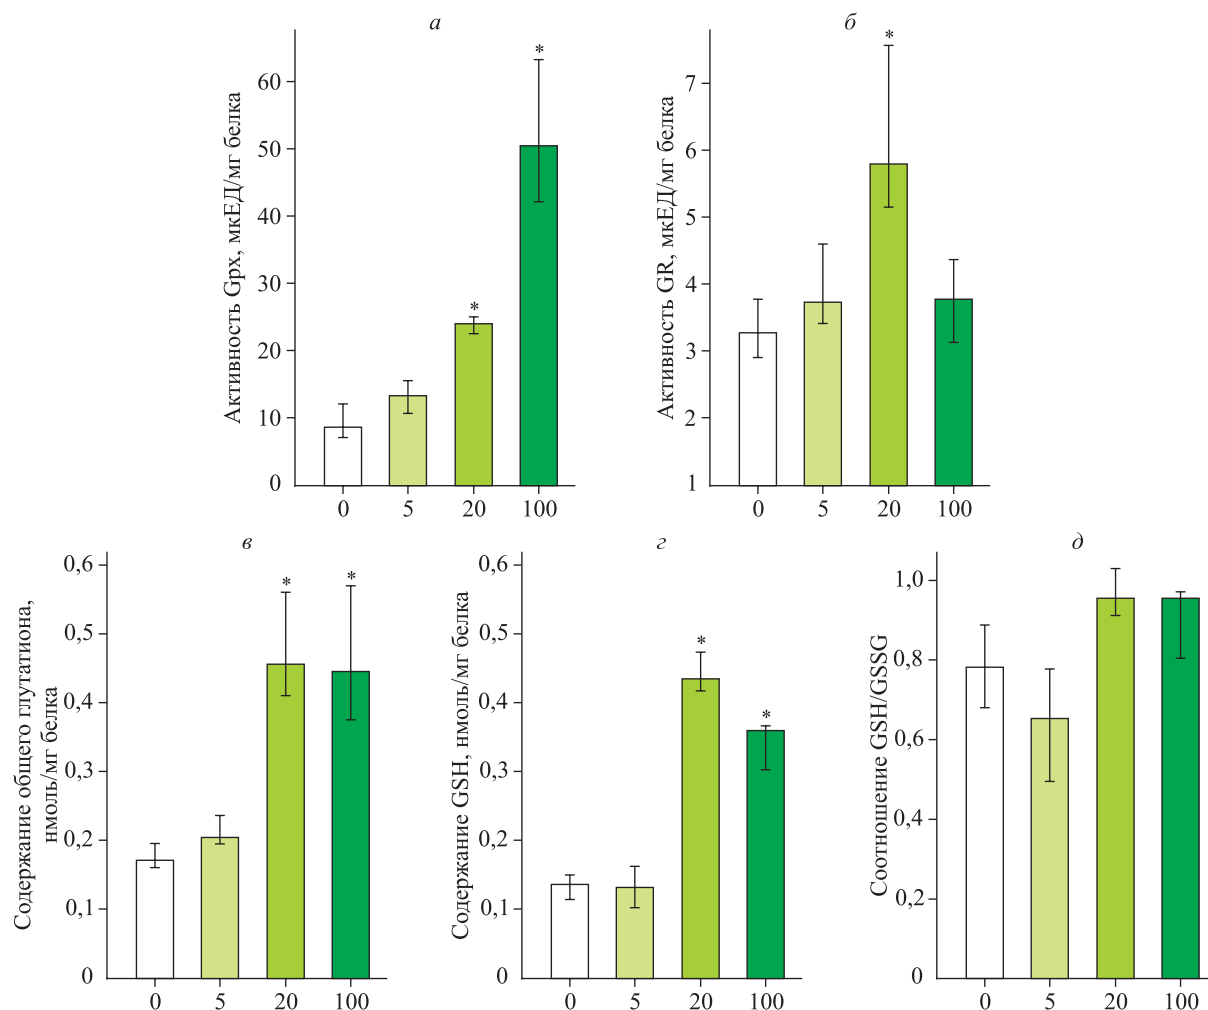 а
Активность Gpx, мкЕД/мг белка
60
50
40
30
20
10
0
*
*
0 5 20 100
б
Активность GR, мкЕД/мг белка
7
6
5
4
3
2
1
*
0 5 20 100
в
Содержание общего глутатиона,
нмоль/мг белка
0,6
0,5
0,4
0,3
0,2
0,1
0
*
*
0 5 20 100
г
Содержание GSH, нмоль/мг белка
0,6
0,5
0,4
0,3
0,2
0,1
0
*
*
0 5 20 100
д
Соотношение GSH/GSSG
1,0
0,8
0,6
0,4
0,2
0
0 5 20 100